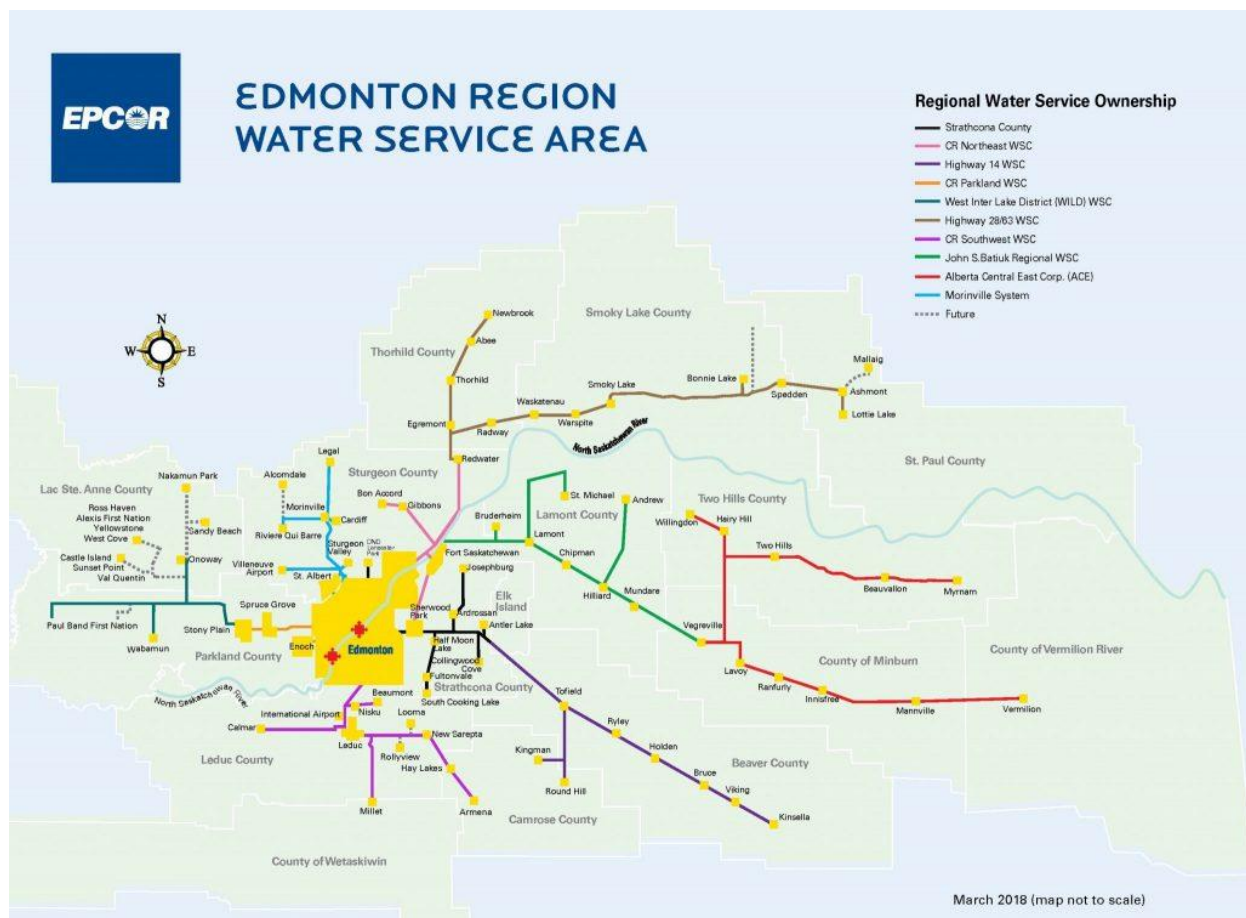 EPCOR
EDMONTON REGION
WATER SERVICE AREA
Regional Water Service Ownership
Strathcona County
CR Northeast WSC
Highway 14 WSC
CR Parkland WSC
West Inter Lake District (WILD) WSC
Highway 28/63 WSC
CR Southwest WSC
John S.Batiuk Regional WSC
Alberta Central East Corp. (ACE)
Morinville System
Future
N
W
E
S
Newbrook
Smoky Lake County
Abee
Thorhild County
Mallaig
Thorhild
Bonnie Lake
Smoky Lake
Ashmont
Spedden
Waskatenau
Lottie Lake
Egremont
Radway
Warspite
North Saskatchewan River
Legal
Redwater
St. Paul County
Alcomdale
Sturgeon County
Nakamun Park
Lac Ste. Anne County
Bon Accord
Gibbons
St. Michael
Andrew
Two Hills County
Ross Haven
Alexis First Nation
Yellowstone
West Cove
Morinville
Cardiff
Bruderheim
Lamont County
Willingdon
Hairy Hill
Sandy Beach
Riviere Qui Barre
Sturgeon
Valley
Lamont
Castle Island
Sunset Point
Val Quentin
Onoway
Villeneuve
Airport
St. Albert
Fort Saskatchewan
Josephburg
Chipman
Two Hills
Beauvallon
Myrnam
Elk
Island
Hilliard
Mundare
Spruce Grove
Sherwood
Park
Ardrossan
Antler Lake
Paul Band First Nation
Stony Plain
Wabamun
Enoch
Edmonton
Half Moon
Lake
Vegreville
Parkland County
Collingwood
Cove
County of Minburn
County of Vermilion River
Lavoy
Fultonvale
Ranfurly
Strathcona County
Innisfree
North Saskatchewan
River
Beaumont
South Cooking Lake
Mannville
Vermilion
International Airport
Nisku
Looma
Tofield
Calmar
New Sarepta
Ryley
Leduc
Rollyview
Kingman
Holden
Leduc County
Hay Lakes
Beaver County
Bruce
Round Hill
Viking
Millet
Armena
Kinsella
Camrose County
County of Wetaskiwin
March 2018 (map not to scale)